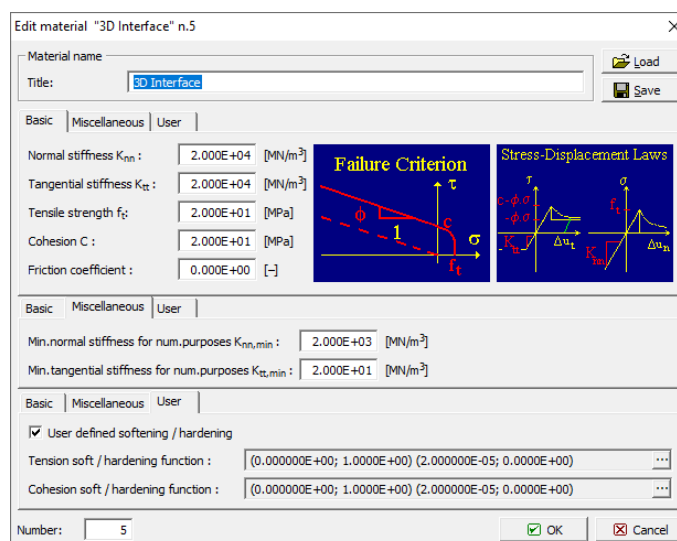 Edit material "3D Interface" n.5
Material name
Title: 3D Interface
Load
Save
Basic Miscellaneous User
Normal stiffness Knn : 2.000E+04 [MN/m³]
Tangential stiffness Ktt : 2.000E+04 [MN/m³]
Tensile strength ft: 2.000E+01 [MPa]
Cohesion C : 2.000E+01 [MPa]
Friction coefficient : 0.000E+00 [–]
Failure Criterion
τ
ϕ
c
1
σ
ft
Stress-Displacement Laws
τ σ
c-ϕ.σ
ft
-ϕ.σ
Ktt Δut Knn Δun
Basic Miscellaneous User
Min.normal stiffness for num.purposes Knn,min : 2.000E+03 [MN/m³]
Min.tangential stiffness for num.purposes Ktt,min : 2.000E+01 [MN/m³]
Basic Miscellaneous User
User defined softening / hardening
Tension soft / hardening function : (0.000000E+00; 1.0000E+00) (2.000000E-05; 0.0000E+00) ...
Cohesion soft / hardening function : (0.000000E+00; 1.0000E+00) (2.000000E-05; 0.0000E+00) ...
Number: 5
OK
Cancel